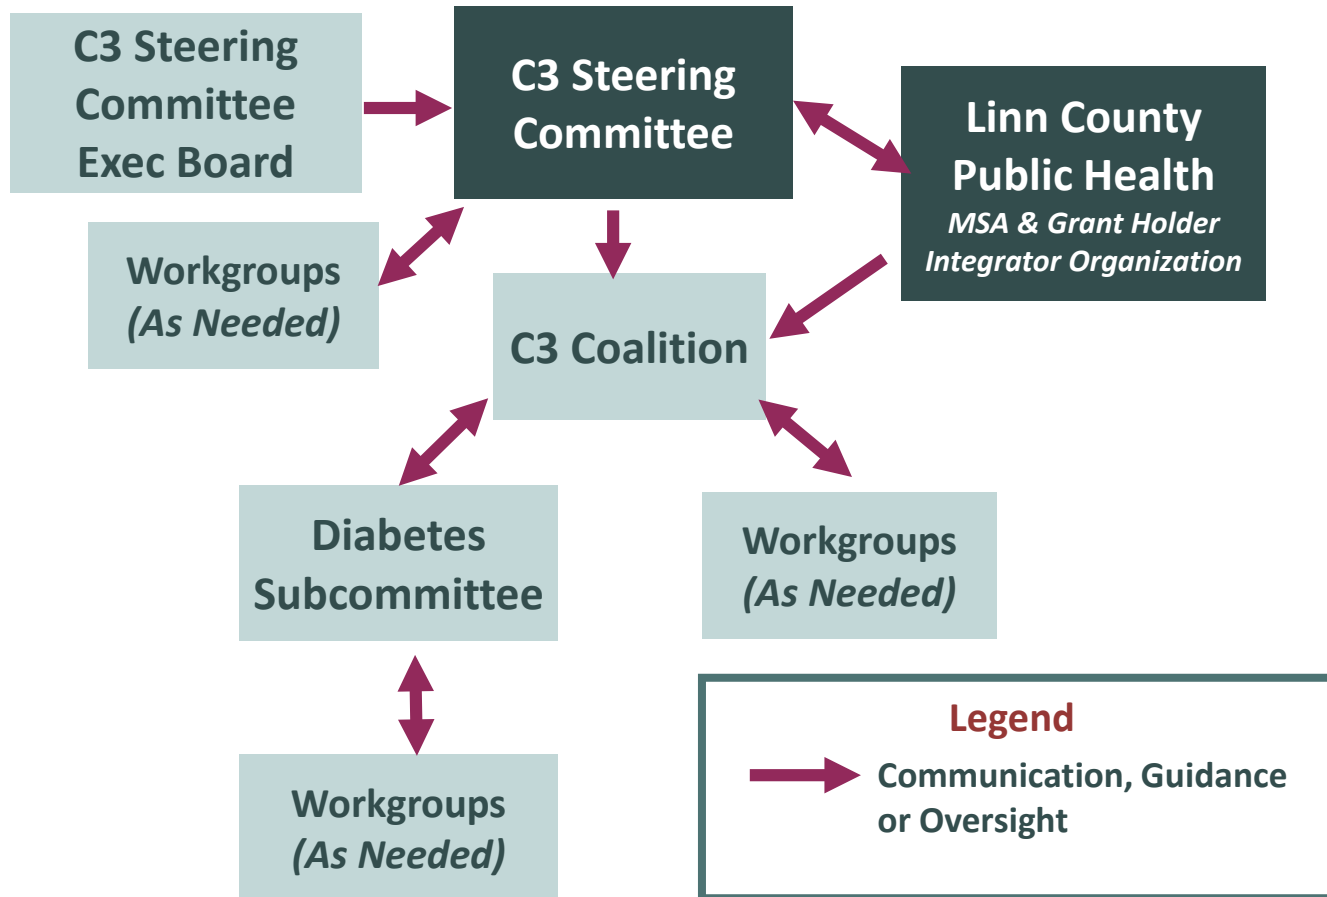 C3 Steering
Committee
Exec Board
C3 Steering
Committee
Linn County
Public Health
MSA & Grant Holder
Integrator Organization
Workgroups
(As Needed)
C3 Coalition
Diabetes
Subcommittee
Workgroups
(As Needed)
Workgroups
(As Needed)
Legend
Communication, Guidance
or Oversight